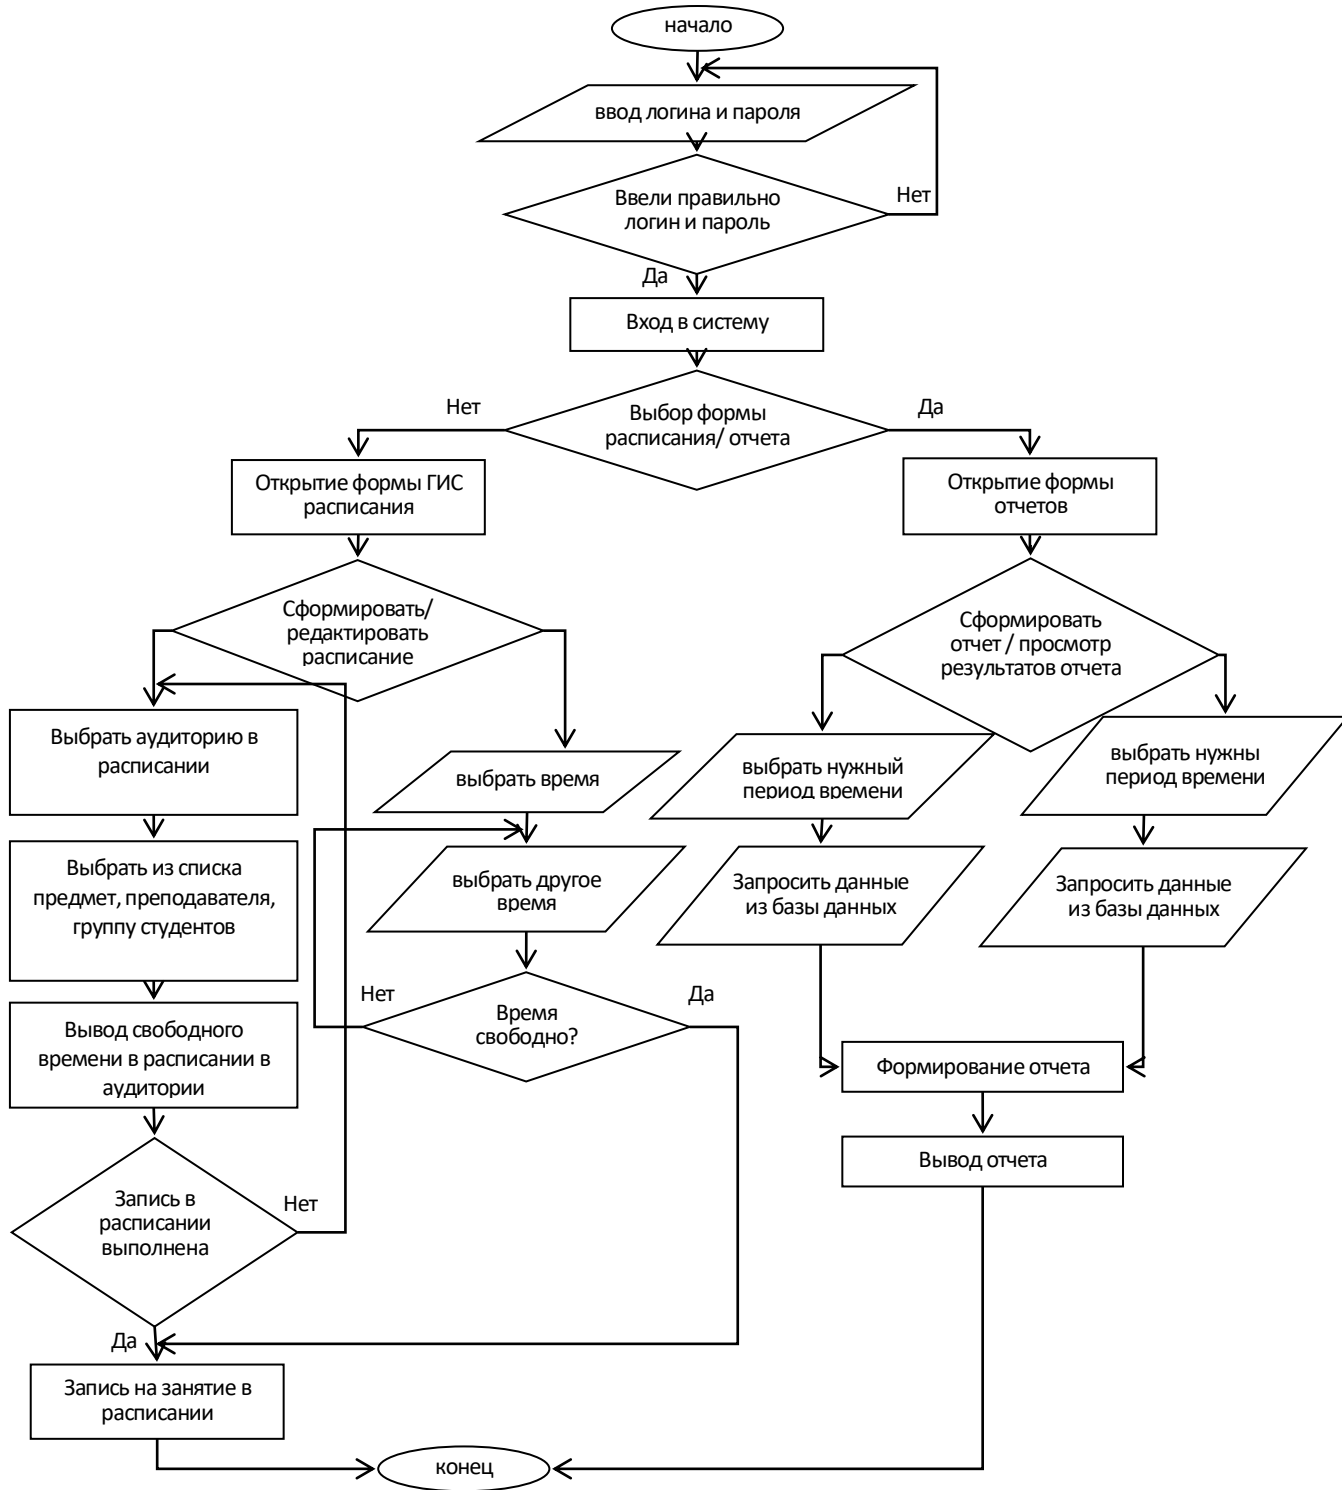 начало
ввод логина и пароля
Ввели правильно
логин и пароль
Нет
Да
Вход в систему
Нет
Выбор формы
расписания/ отчета
Да
Открытие формы ГИС
расписания
Открытие формы
отчетов
Сформировать/
редактировать
расписание
Сформировать
отчет / просмотр
результатов отчета
Выбрать аудиторию в
расписании
выбрать время
выбрать нужный
период времени
выбрать нужны
период времени
Выбрать из списка
предмет, преподавателя,
группу студентов
выбрать другое
время
Запросить данные
из базы данных
Запросить данные
из базы данных
Вывод свободного
времени в расписании в
аудитории
Нет
Время
свободно?
Да
Формирование отчета
Вывод отчета
Запись в
расписании
выполнена
Нет
Да
Запись на занятие в
расписании
конец